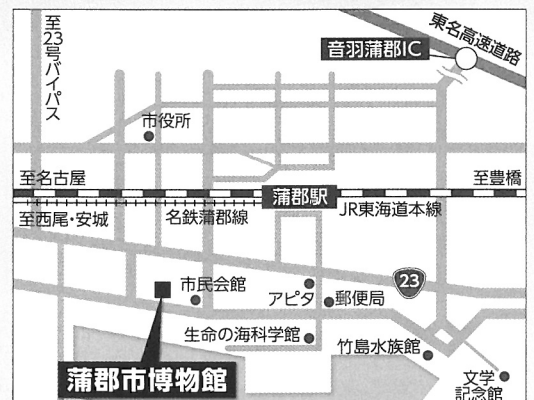 東名高速道路
至23号バイパス
音羽蒲郡IC
市役所
至名古屋
至豊橋
蒲郡駅
至西尾・安城
名鉄蒲郡線
JR東海道本線
23
市民会館
アピタ
郵便局
生命の海科学館
竹島水族館
蒲郡市博物館
文学
記念館